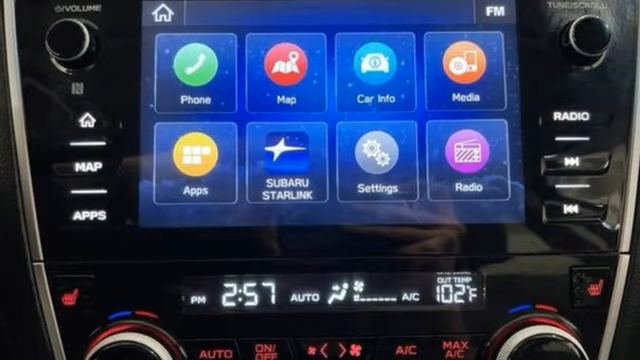 VOLUME
TUNE/SCROLL
FM
Phone
Map
Car Info
Media
RADIO
MAP
Apps
SUBARU
STARLINK
Settings
Radio
APPS
OUT TEMP
PM 2:57 AUTO A/C 102°F
AUTO
ON/
OFF
A/C
MAX
A/C